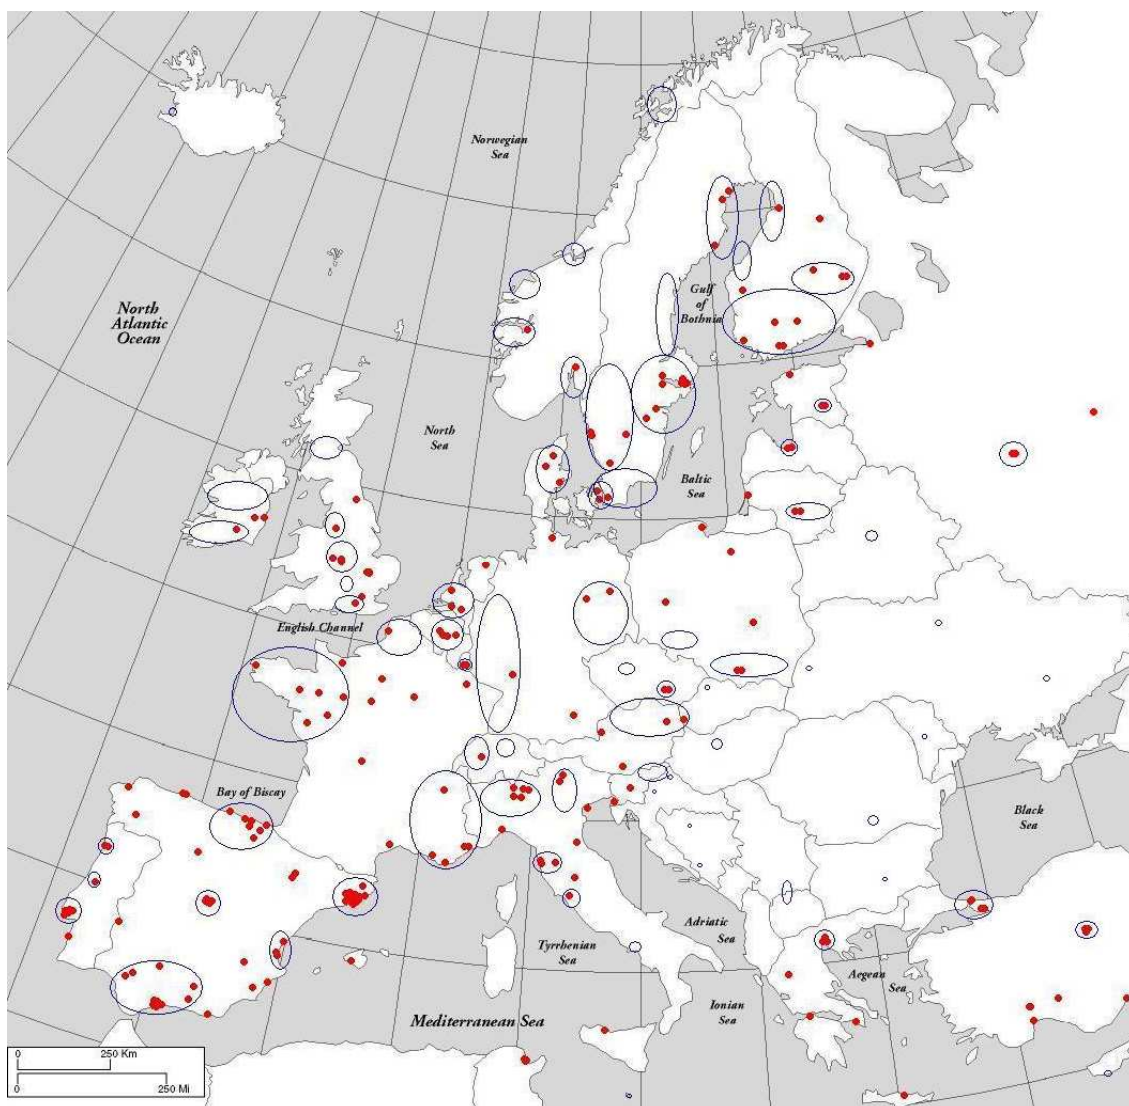 Norwegian
Sea
North
Atlantic
Ocean
Gulf
of
Bothnia
North
Sea
Baltic
Sea
English Channel
Bay of Biscay
Black
Sea
Adriatic
Sea
Tyrrhenian
Sea
Aegean
Sea
Ionian
Sea
Mediterranean Sea
0 250 Km
0 250 Mi